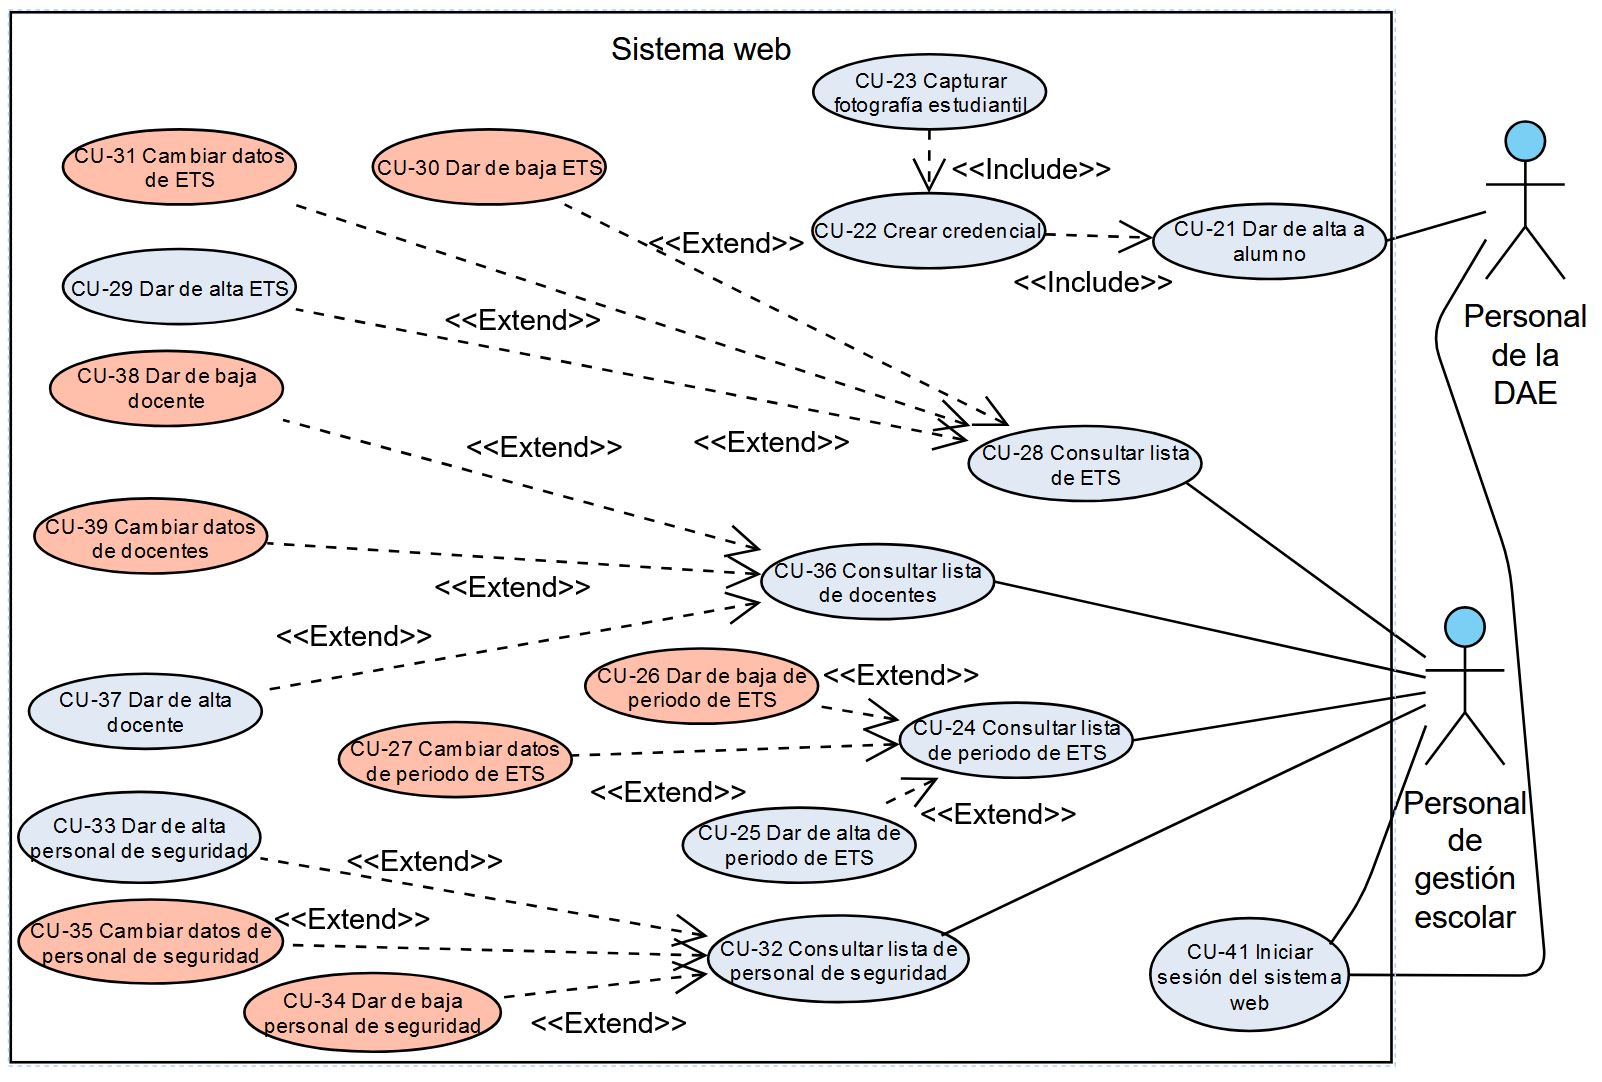 Sistema web
CU-23 Capturar
fotografía estudiantil
CU-31 Cambiar datos
de ETS
CU-30 Dar de baja ETS
<<Include>>
CU-22 Crear credencial
CU-21 Dar de alta a
alumno
<<Extend>>
<<Include>>
CU-29 Dar de alta ETS
<<Extend>>
Personal
de la
DAE
CU-38 Dar de baja
docente
<<Extend>>
<<Extend>>
CU-28 Consultar lista
de ETS
CU-39 Cambiar datos
de docentes
<<Extend>>
CU-36 Consultar lista
de docentes
<<Extend>>
CU-37 Dar de alta
docente
CU-26 Dar de baja de
periodo de ETS
<<Extend>>
CU-24 Consultar lista
de periodo de ETS
CU-27 Cambiar datos
de periodo de ETS
<<Extend>>
<<Extend>>
CU-25 Dar de alta de
periodo de ETS
Personal
de
gestión
escolar
CU-33 Dar de alta
personal de seguridad
<<Extend>>
<<Extend>>
CU-35 Cambiar datos de
personal de seguridad
CU-32 Consultar lista de
personal de seguridad
CU-41 Iniciar
sesión del sistema
web
CU-34 Dar de baja
personal de seguridad
<<Extend>>